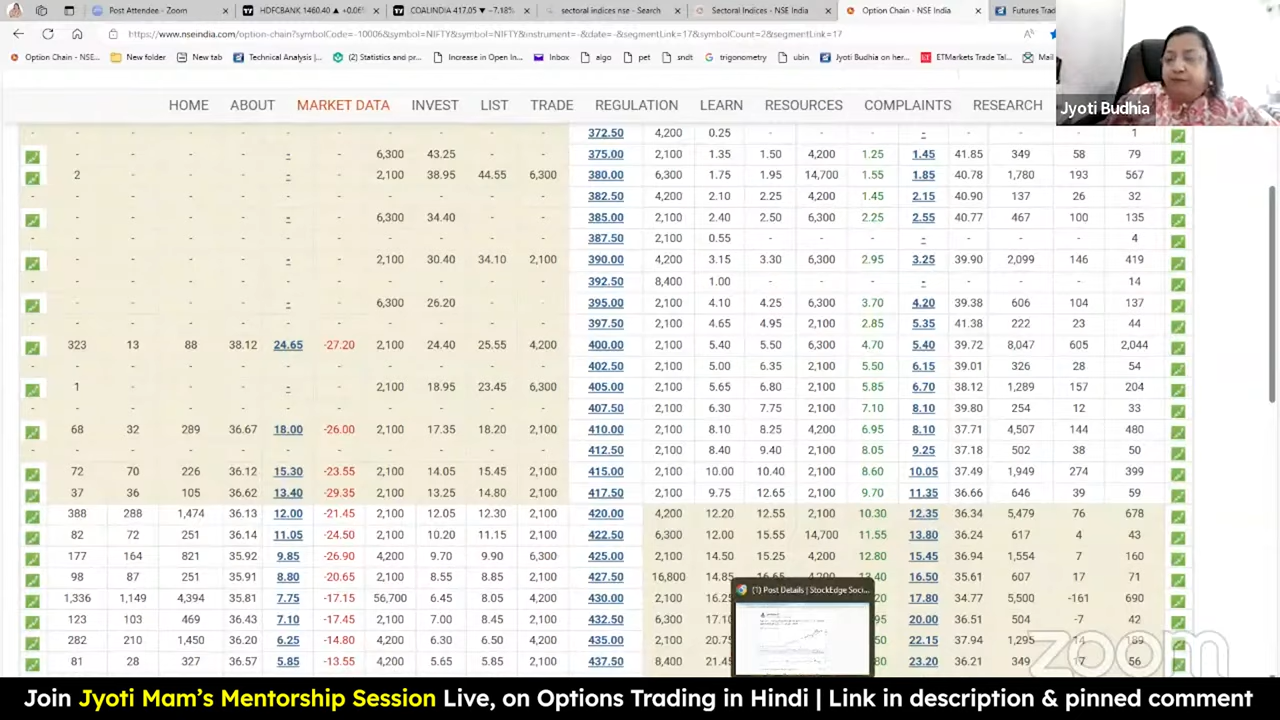 Post Attendee - Zoom
HDFCBANK 1460.40 ▲ +0.06%
COALINDIA 417.05 ▼ −7.18%
sectoral indices nse - Search
Sectoral Indices - NSE India
Option Chain - NSE India
Futures Trad
https://www.nseindia.com/option-chain?symbolCode=-10006&symbol=NIFTY&symbol=NIFTY&instrument=-&date=-&segmentLink=17&symbolCount=2&segmentLink=17
Option Chain - NSE... New folder New tab Technical Analysis |... (2) Statistics and pr... Increase in Open In... Inbox algo pet sndt trigonometry ubin Jyoti Budhia on her... ETMarkets Trade Tal... Mai
Jyoti Budhia
HOME ABOUT MARKET DATA INVEST LIST TRADE REGULATION LEARN RESOURCES COMPLAINTS RESEARCH
- - - - - - - - - - 372.50 4,200 0.25 - - - - - - - 1
- - - - - - 6,300 43.25 - - 375.00 2,100 1.35 1.50 4,200 1.25 1.45 41.85 349 58 79
2 - - - - - 2,100 38.95 44.55 6,300 380.00 6,300 1.75 1.95 14,700 1.55 1.85 40.78 1,780 193 567
- - - - - - - - - - 382.50 4,200 2.10 2.25 4,200 1.45 2.15 40.90 137 26 32
- - - - - - 6,300 34.40 - - 385.00 2,100 2.40 2.50 6,300 2.25 2.55 40.77 467 100 135
- - - - - - - - - - 387.50 2,100 0.55 - - - - - - - 4
- - - - - - 2,100 30.40 34.10 2,100 390.00 4,200 3.15 3.30 6,300 2.95 3.25 39.90 2,099 146 419
- - - - - - - - - - 392.50 8,400 1.00 - - - - - - - 14
- - - - - - 6,300 26.20 - - 395.00 2,100 4.10 4.25 6,300 3.70 4.20 39.38 606 104 137
- - - - - - - - - - 397.50 2,100 4.65 4.95 2,100 2.85 5.35 41.38 222 23 44
323 13 88 38.12 24.65 -27.20 2,100 24.40 25.55 4,200 400.00 2,100 5.40 5.50 6,300 4.70 5.40 39.72 8,047 605 2,044
- - - - - - - - - - 402.50 2,100 5.00 6.35 2,100 5.50 6.15 39.01 326 28 54
1 - - - - - 2,100 18.95 23.45 6,300 405.00 2,100 5.65 6.80 2,100 5.85 6.70 38.12 1,289 157 204
- - - - - - - - - - 407.50 2,100 6.30 7.75 2,100 7.10 8.10 39.80 254 12 33
68 32 289 36.67 18.00 -26.00 2,100 17.35 18.20 2,100 410.00 2,100 8.10 8.25 4,200 6.95 8.10 37.71 4,507 144 480
- - - - - - - - - - 412.50 2,100 8.40 9.40 2,100 8.05 9.25 37.18 502 38 50
72 70 226 36.12 15.30 -23.55 2,100 14.05 15.45 2,100 415.00 2,100 10.00 10.40 2,100 8.60 10.05 37.49 1,949 274 399
37 36 105 36.62 13.40 -29.35 2,100 13.25 14.80 2,100 417.50 2,100 9.75 12.65 2,100 9.70 11.35 36.66 646 39 59
388 288 1,474 36.13 12.00 -21.45 2,100 12.05 12.30 2,100 420.00 4,200 12.20 12.55 2,100 10.30 12.35 36.34 5,479 76 678
82 72 251 36.14 11.05 -24.50 2,100 10.20 11.15 2,100 422.50 6,300 12.00 15.55 14,700 11.55 13.80 36.24 617 4 43
177 164 821 35.92 9.85 -26.90 4,200 9.70 9.90 6,300 425.00 2,100 14.50 15.25 4,200 12.80 15.45 36.94 1,554 7 160
98 87 251 35.91 8.80 -20.65 2,100 8.55 8.85 2,100 427.50 16,800 14.85 16.50 35.61 607 17 71
1,149 4,394 35.81 7.75 -17.15 56,700 6.45 8.05 4,200 430.00 2,100 17.80 34.77 5,500 -161 690
123 103 469 36.43 7.10 -17.45 2,100 7.00 8.45 2,100 432.50 6,300 20.00 36.51 504 -7 42
282 210 1,450 36.20 6.25 -14.80 4,200 6.30 6.50 4,200 435.00 2,100 22.15 37.94
81 28 327 36.57 5.85 -13.55 4,200 5.65 5.85 2,100 437.50 8,400 23.20 36.21 349
(1) Post Details | StockEdge Soci...
zoom
Join Jyoti Mam's Mentorship Session Live, on Options Trading in Hindi | Link in description & pinned comment